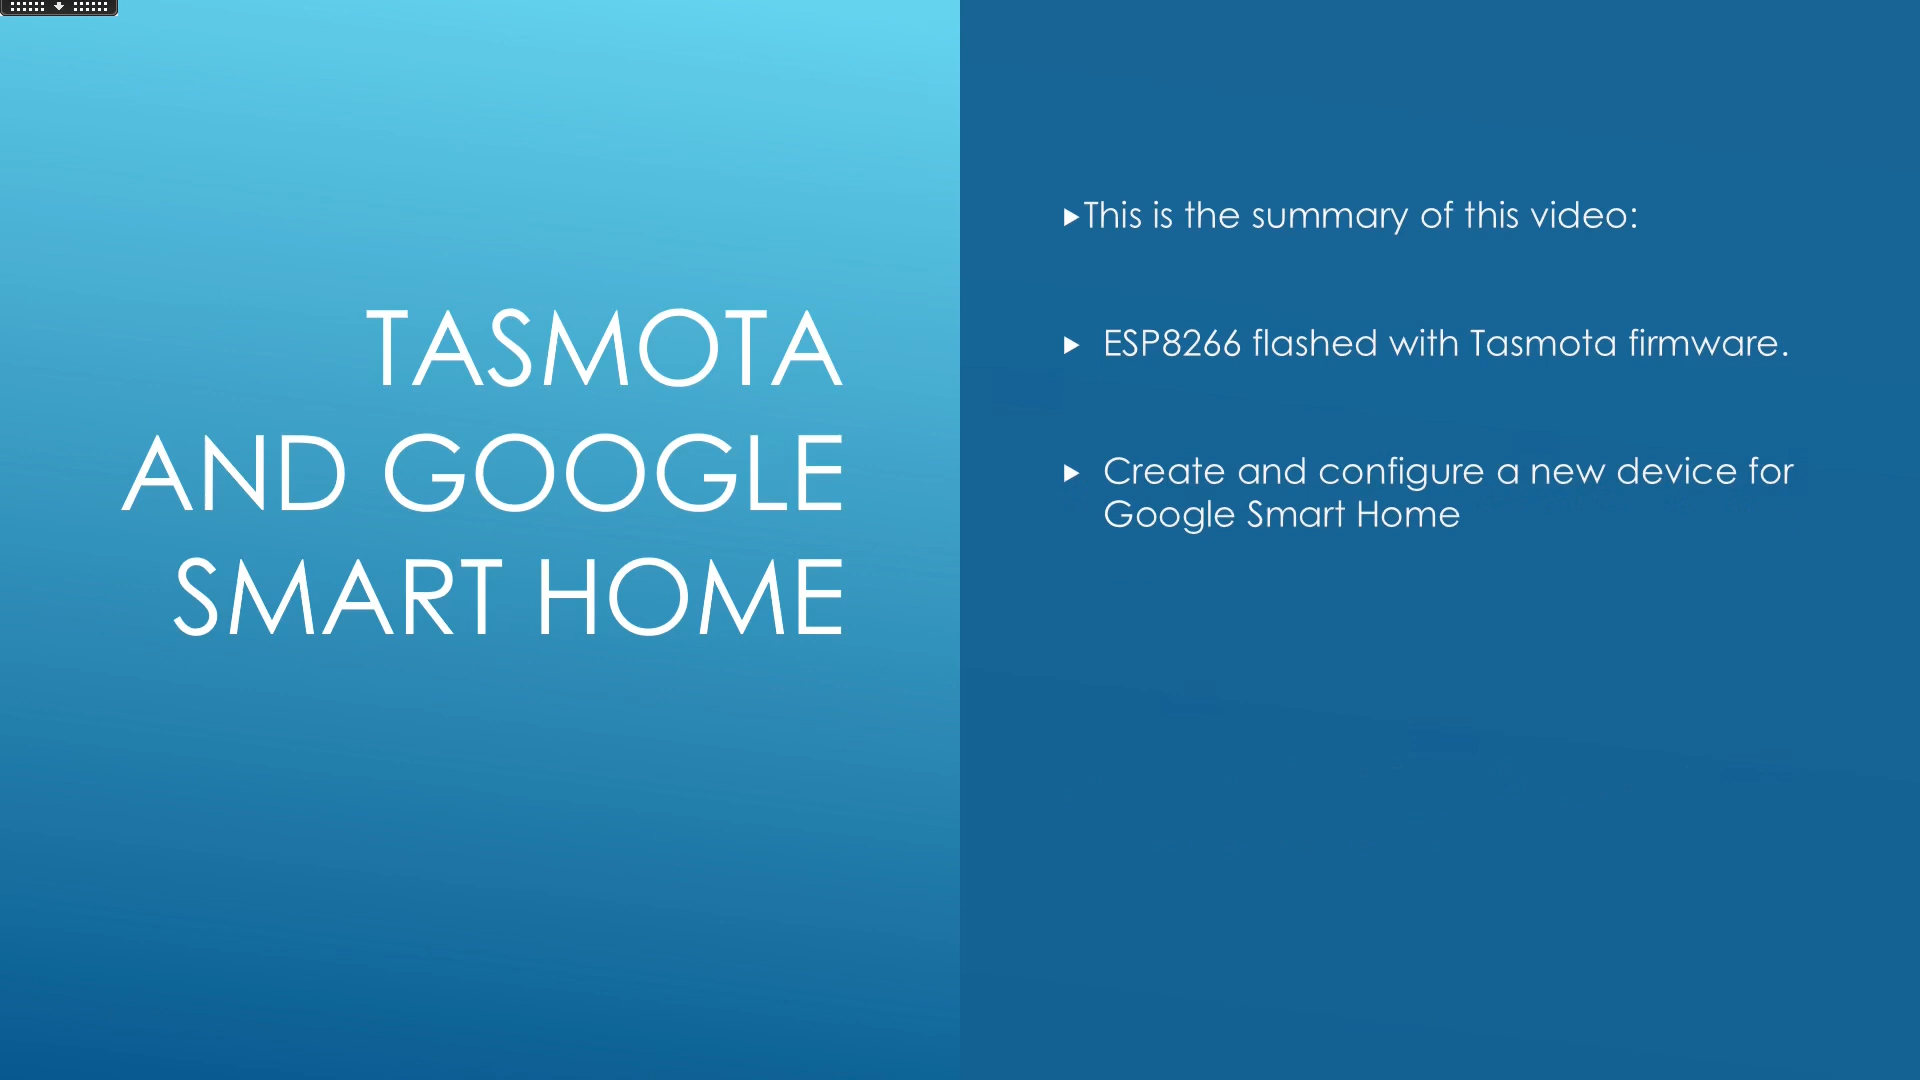 TASMOTA
AND GOOGLE
SMART HOME
This is the summary of this video:
ESP8266 flashed with Tasmota firmware.
Create and configure a new device for
Google Smart Home